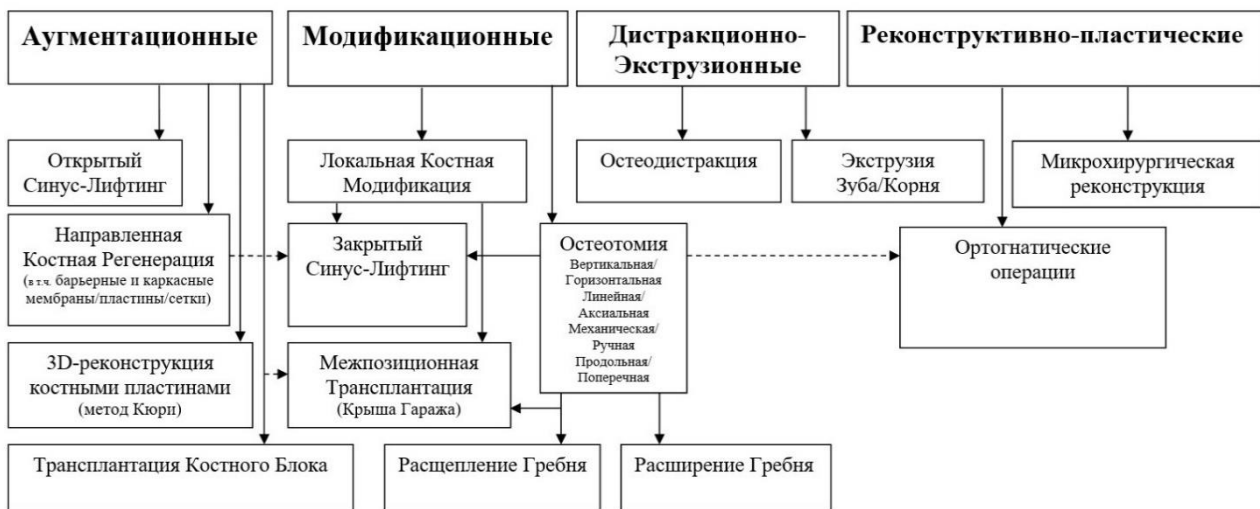 Аугментационные
Модификационные
Дистракционно-
Экструзионные
Реконструктивно-пластические
Открытый
Синус-Лифтинг
Локальная Костная
Модификация
Остеодистракция
Экструзия
Зуба/Корня
Микрохирургическая
реконструкция
Направленная
Костная Регенерация
(в т.ч. барьерные и каркасные
мембраны/пластины/сетки)
Закрытый
Синус-Лифтинг
Остеотомия
Вертикальная/
Горизонтальная
Линейная/
Аксиальная
Механическая/
Ручная
Продольная/
Поперечная
Ортогнатические
операции
3D-реконструкция
костными пластинами
(метод Кюри)
Межпозиционная
Трансплантация
(Крыша Гаража)
Трансплантация Костного Блока
Расщепление Гребня
Расширение Гребня